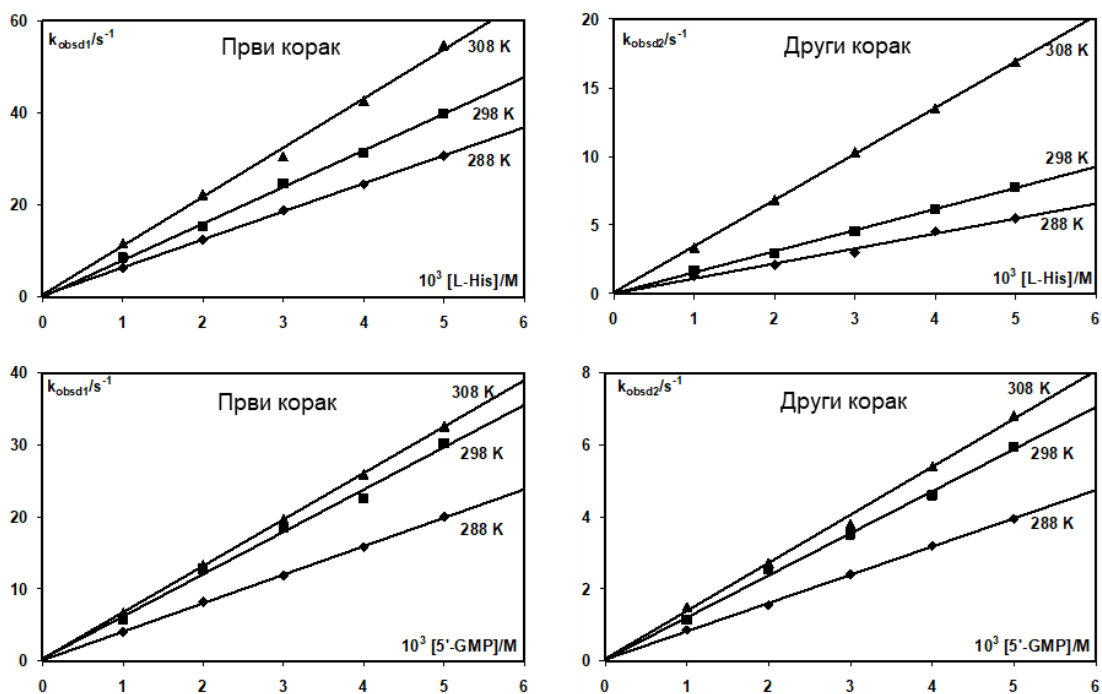 60
k_obsd1/s⁻¹
Први корак
308 K
40
298 K
288 K
20
10³ [L-His]/M
0
0 1 2 3 4 5 6
20
k_obsd2/s⁻¹
Други корак
308 K
15
10
298 K
288 K
5
10³ [L-His]/M
0
0 1 2 3 4 5 6
40
k_obsd1/s⁻¹
Први корак
308 K
30
298 K
20
288 K
10
10³ [5'-GMP]/M
0
0 1 2 3 4 5 6
8
k_obsd2/s⁻¹
Други корак
308 K
6
298 K
4
288 K
2
10³ [5'-GMP]/M
0
0 1 2 3 4 5 6